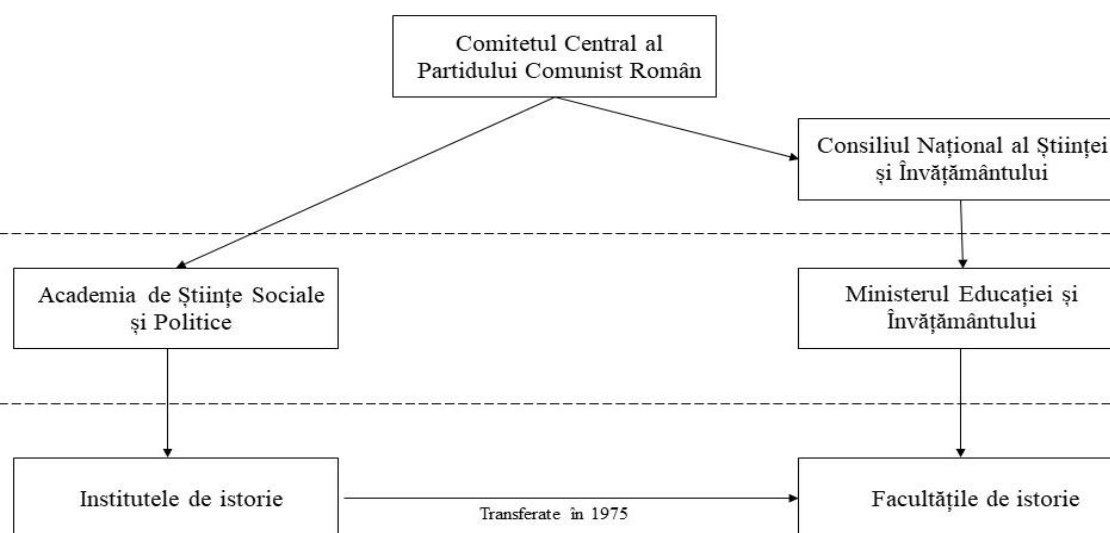 Comitetul Central al
Partidului Comunist Român
Consiliul Național al Științei
și Învățământului
Academia de Științe Sociale
și Politice
Ministerul Educației și
Învățământului
Institutele de istorie
Transferate în 1975
Facultățile de istorie